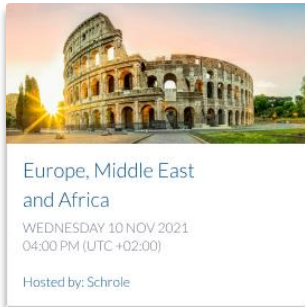 Europe, Middle East
and Africa
WEDNESDAY 10 NOV 2021
04:00 PM (UTC +02:00)
Hosted by: Schrole